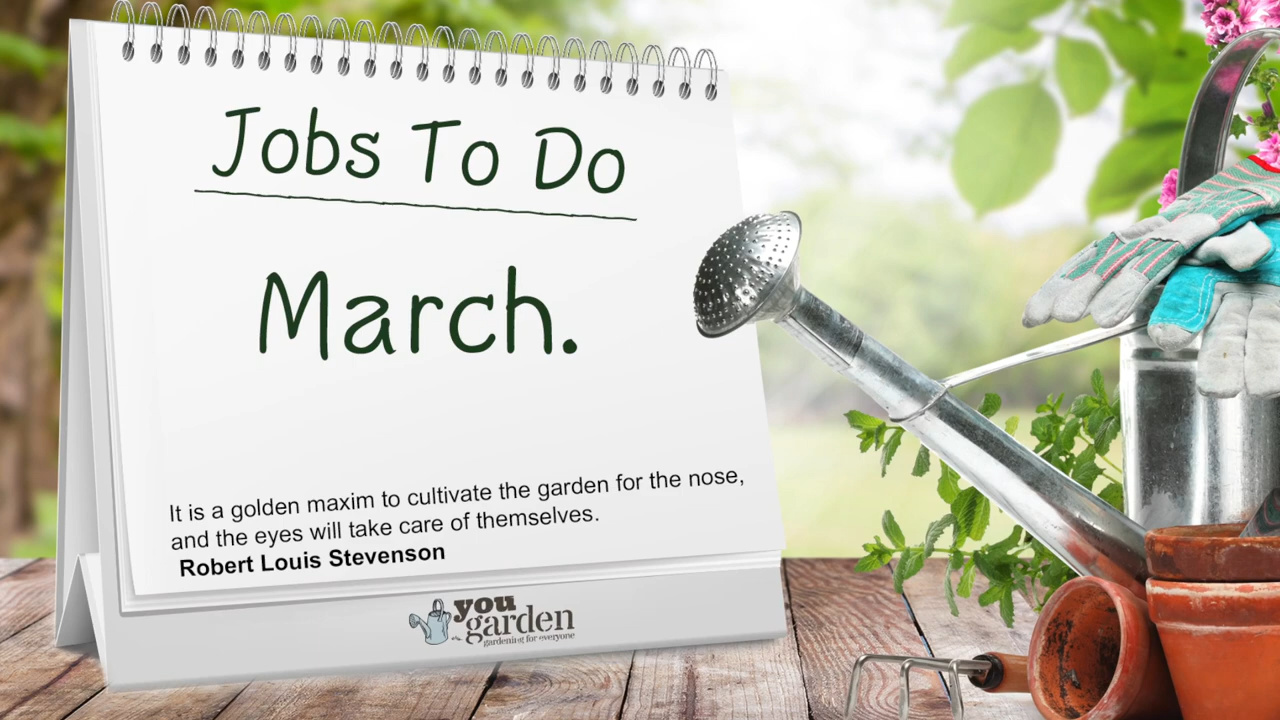 Jobs To Do
March.
It is a golden maxim to cultivate the garden for the nose,
and the eyes will take care of themselves.
Robert Louis Stevenson
you
garden
gardening for everyone